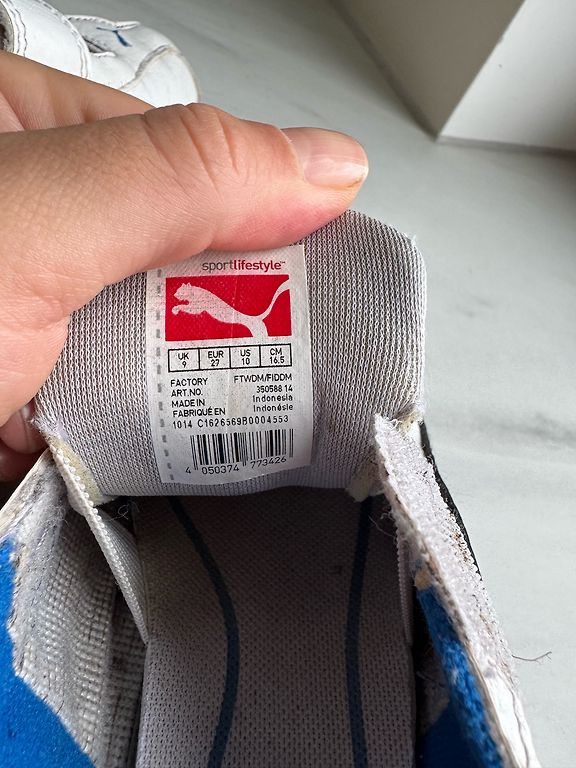 sportlifestyle™
UK EUR US CM
9 27 10 16.5
FACTORY FTWDM/FIDDM
ART.NO. 350588 14
MADE IN Indonesia
FABRIQUÉ EN Indonésie
1014 C1626569B0004553
4 050374 773426